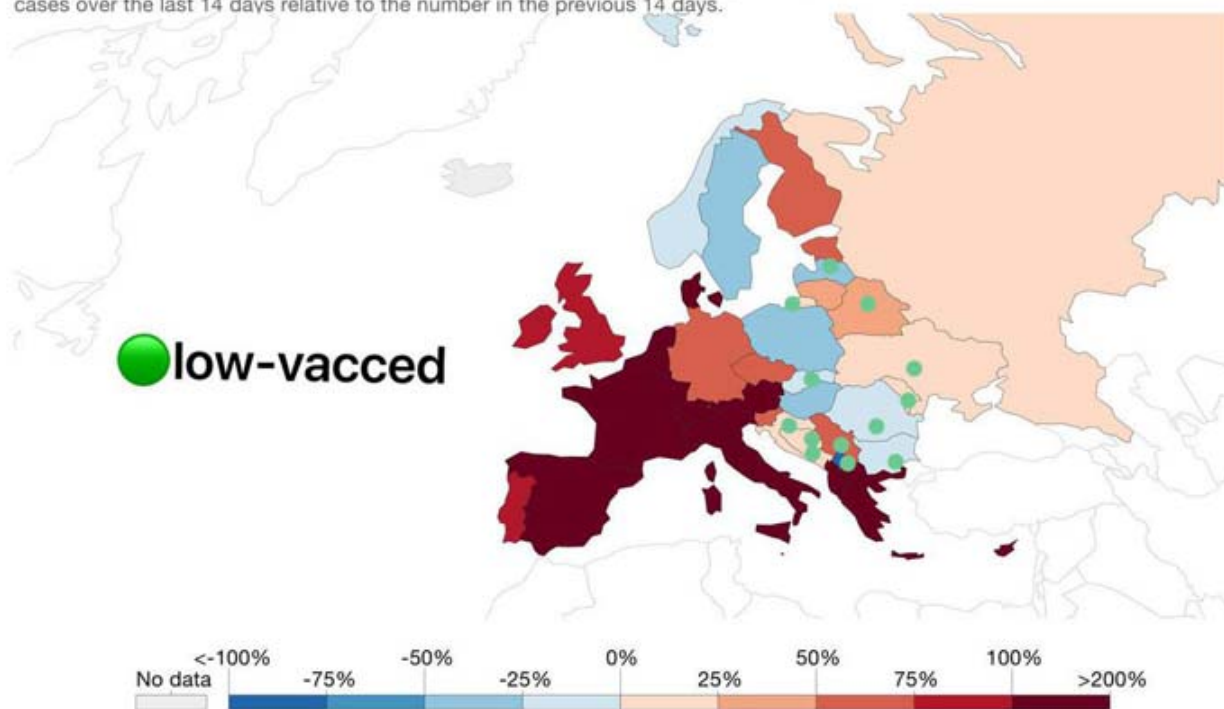 cases over the last 14 days relative to the number in the previous 14 days.
low-vacced
<-100% -50% 0% 50% 100%
No data -75% -25% 25% 75% >200%